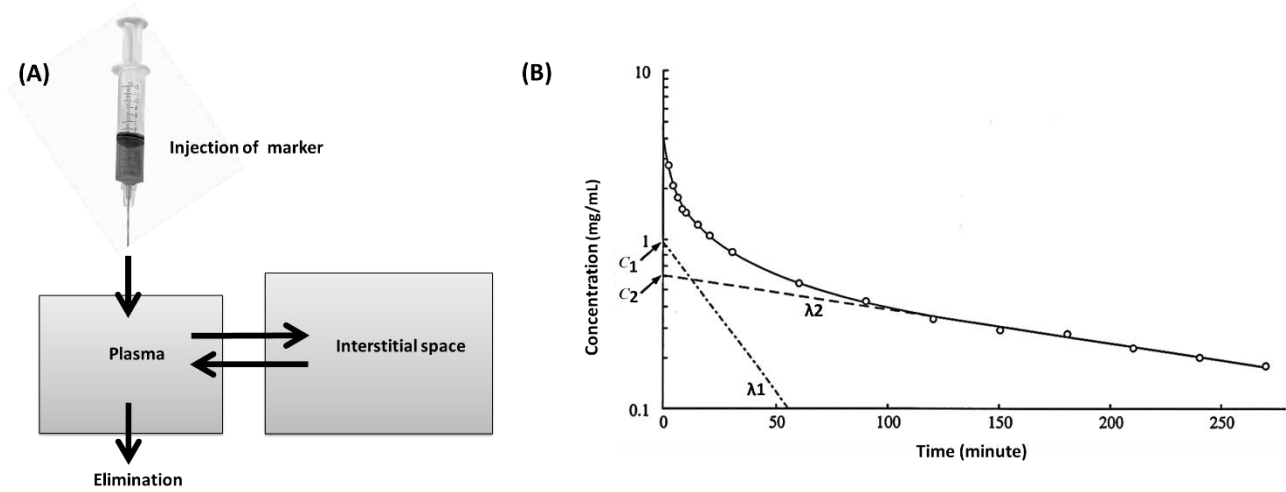 (A)
Injection of marker
Plasma
Interstitial space
Elimination
(B)
Concentration (mg/mL)
10
1
C1
C2
0.1
λ2
λ1
0 50 100 150 200 250
Time (minute)